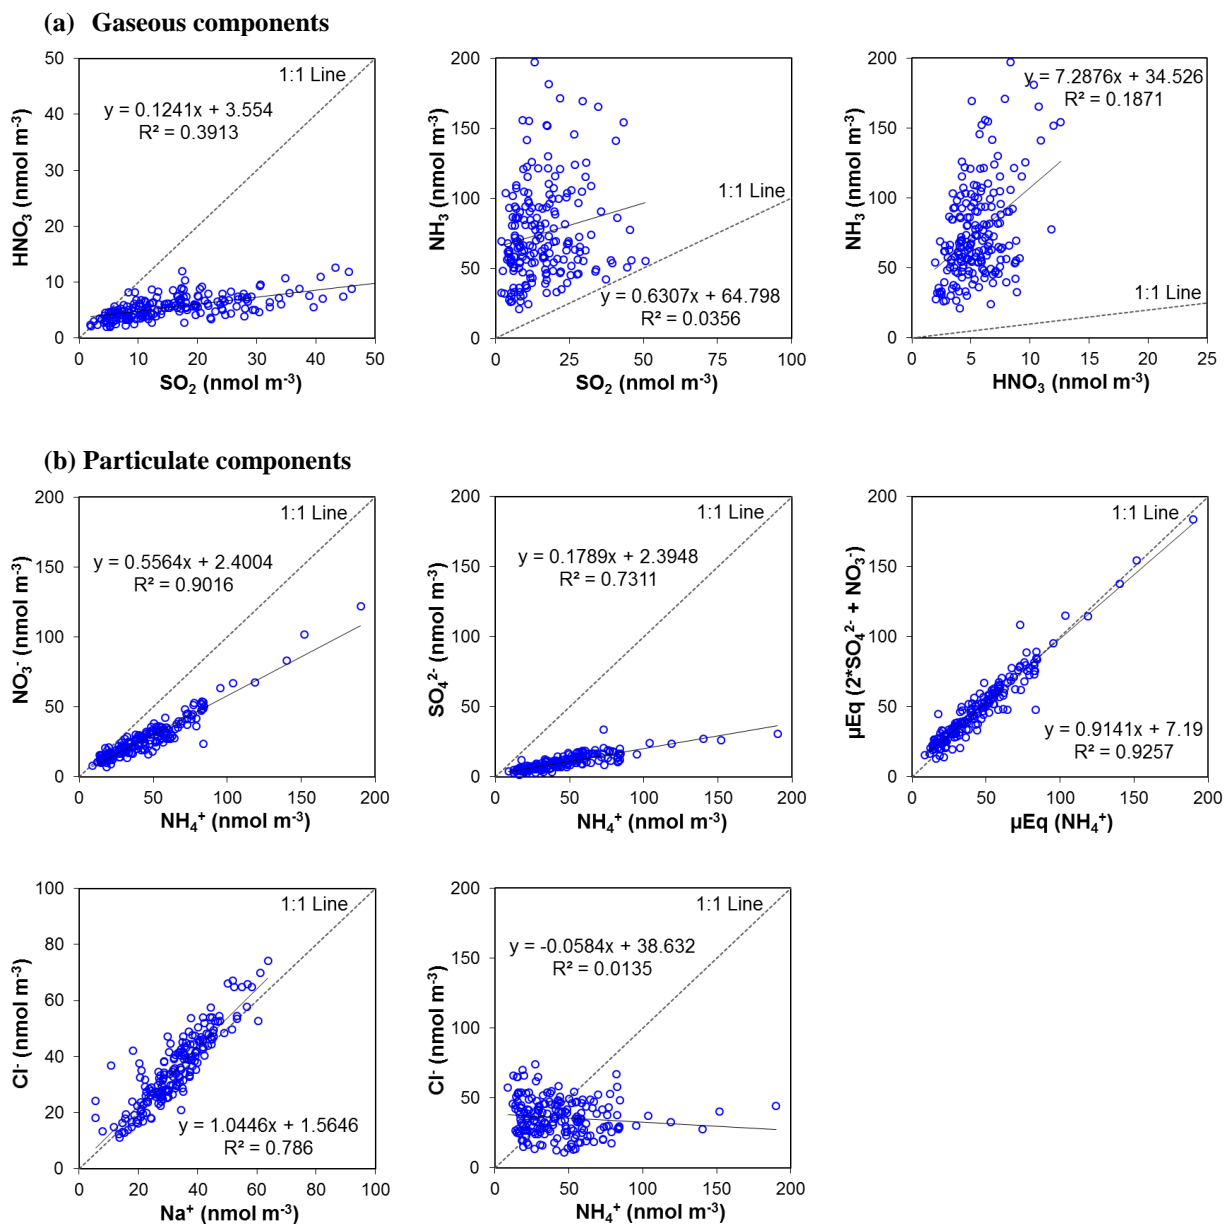 (a) Gaseous components
50
40
30
20
10
0
HNO₃ (nmol m⁻³)
1:1 Line
y = 0.1241x + 3.554
R² = 0.3913
0 10 20 30 40 50
SO₂ (nmol m⁻³)
200
150
100
50
0
NH₃ (nmol m⁻³)
1:1 Line
y = 0.6307x + 64.798
R² = 0.0356
0 25 50 75 100
SO₂ (nmol m⁻³)
200
150
100
50
0
NH₃ (nmol m⁻³)
y = 7.2876x + 34.526
R² = 0.1871
1:1 Line
0 5 10 15 20 25
HNO₃ (nmol m⁻³)
(b) Particulate components
200
150
100
50
0
NO₃⁻ (nmol m⁻³)
1:1 Line
y = 0.5564x + 2.4004
R² = 0.9016
0 50 100 150 200
NH₄⁺ (nmol m⁻³)
200
150
100
50
0
SO₄²⁻ (nmol m⁻³)
1:1 Line
y = 0.1789x + 2.3948
R² = 0.7311
0 50 100 150 200
NH₄⁺ (nmol m⁻³)
200
150
100
50
0
µEq (2*SO₄²⁻ + NO₃⁻)
1:1 Line
y = 0.9141x + 7.19
R² = 0.9257
0 50 100 150 200
µEq (NH₄⁺)
100
80
60
40
20
0
Cl⁻ (nmol m⁻³)
1:1 Line
y = 1.0446x + 1.5646
R² = 0.786
0 20 40 60 80 100
Na⁺ (nmol m⁻³)
200
150
100
50
0
Cl⁻ (nmol m⁻³)
1:1 Line
y = -0.0584x + 38.632
R² = 0.0135
0 50 100 150 200
NH₄⁺ (nmol m⁻³)